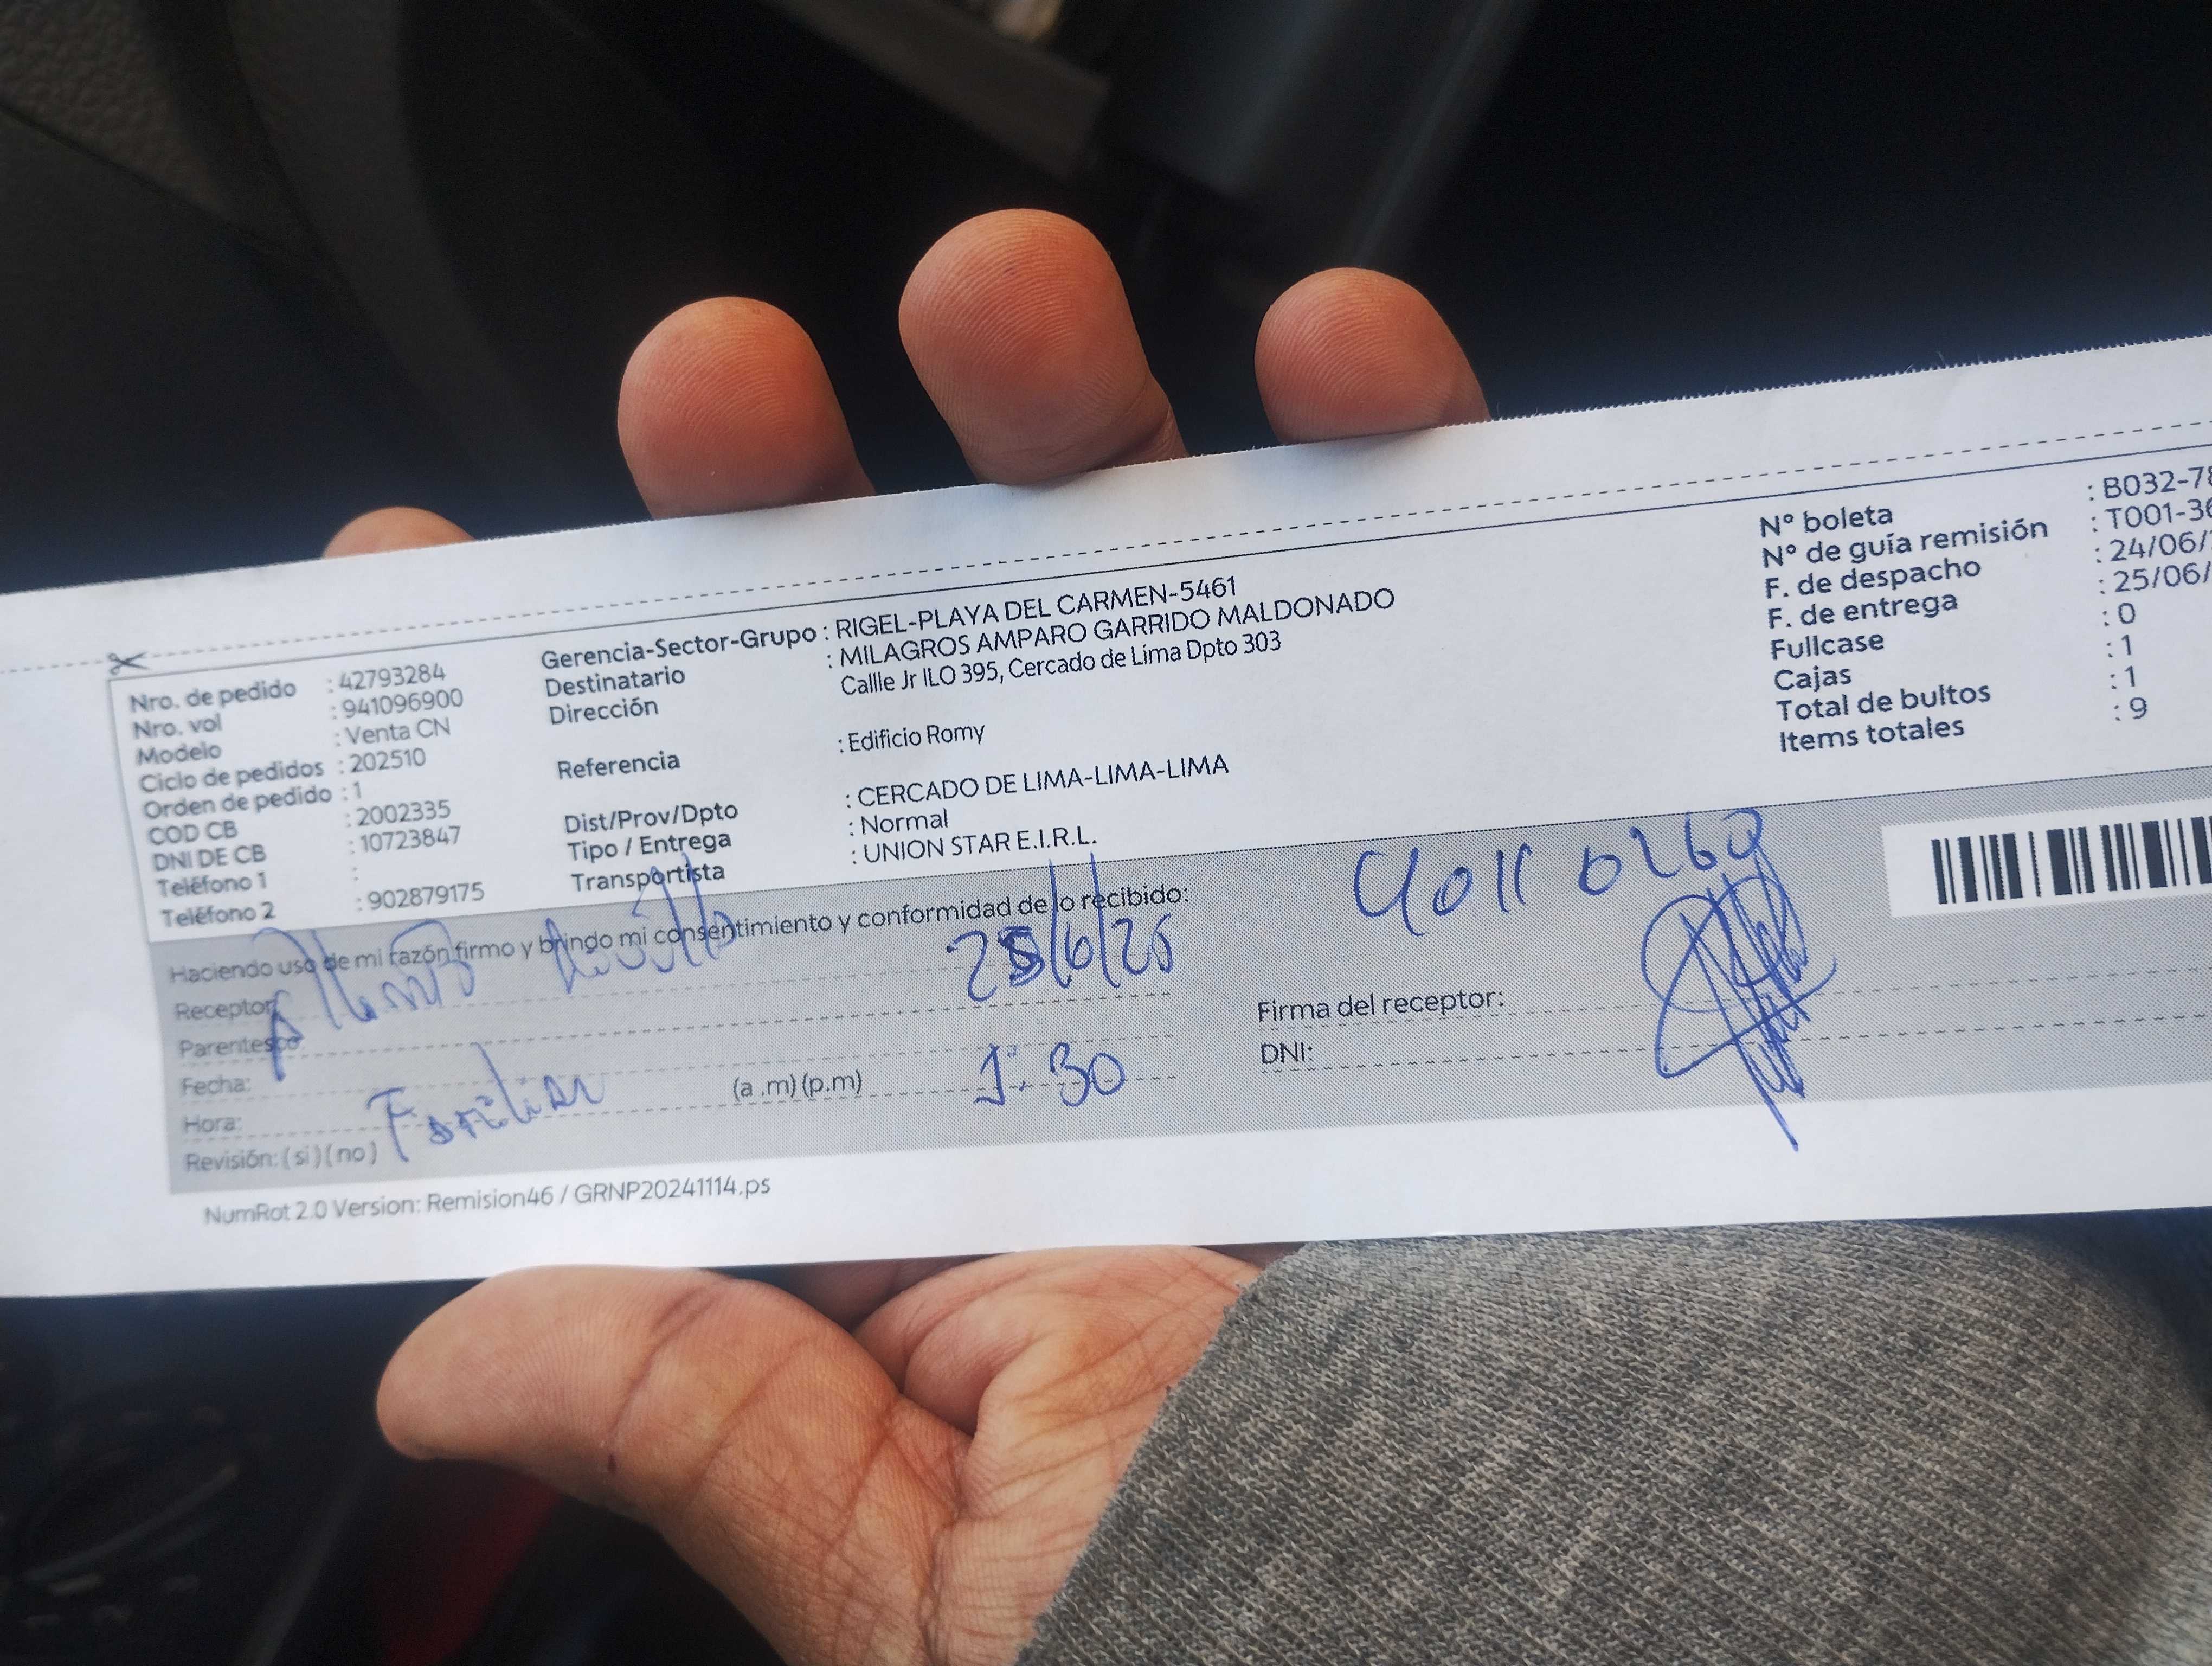 Nro. de pedido : 42793284
Nro. vol : 941096900
Modelo : Venta CN
Ciclo de pedidos : 202510
Orden de pedido : 1
COD CB : 2002335
DNI DE CB : 10723847
Teléfono 1 :
Teléfono 2 : 902879175
Gerencia-Sector-Grupo : RIGEL-PLAYA DEL CARMEN-5461
Destinatario : MILAGROS AMPARO GARRIDO MALDONADO
Dirección Callle Jr ILO 395, Cercado de Lima Dpto 303
Referencia : Edificio Romy
Dist/Prov/Dpto : CERCADO DE LIMA-LIMA-LIMA
Tipo / Entrega : Normal
Transportista : UNION STAR E.I.R.L.
N° boleta : B032-78
N° de guía remisión : T001-36
F. de despacho : 24/06/
F. de entrega : 25/06/
Fullcase : 0
Cajas : 1
Total de bultos : 1
Items totales : 9
Haciendo uso de mi razón firmo y brindo mi consentimiento y conformidad de lo recibido:
Receptor:
25/6/25
Parentesco:
Fecha:
Familiar
Hora: (a .m) (p.m) 1:30
Revisión: ( si ) ( no )
Firma del receptor:
DNI:
NumRot 2.0 Version: Remision46 / GRNP20241114.ps